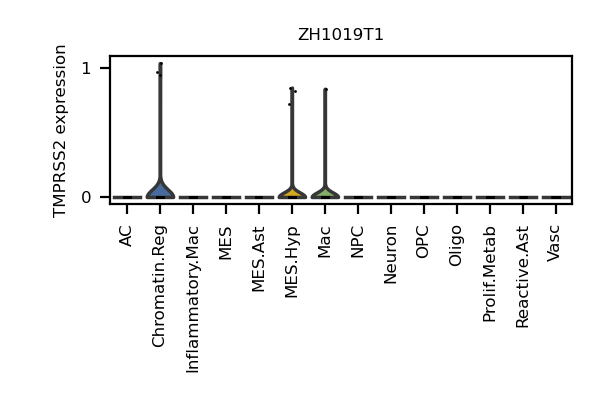 ZH1019T1
TMPRSS2 expression
1
0
AC
Chromatin.Reg
Inflammatory.Mac
MES
MES.Ast
MES.Hyp
Mac
NPC
Neuron
OPC
Oligo
Prolif.Metab
Reactive.Ast
Vasc